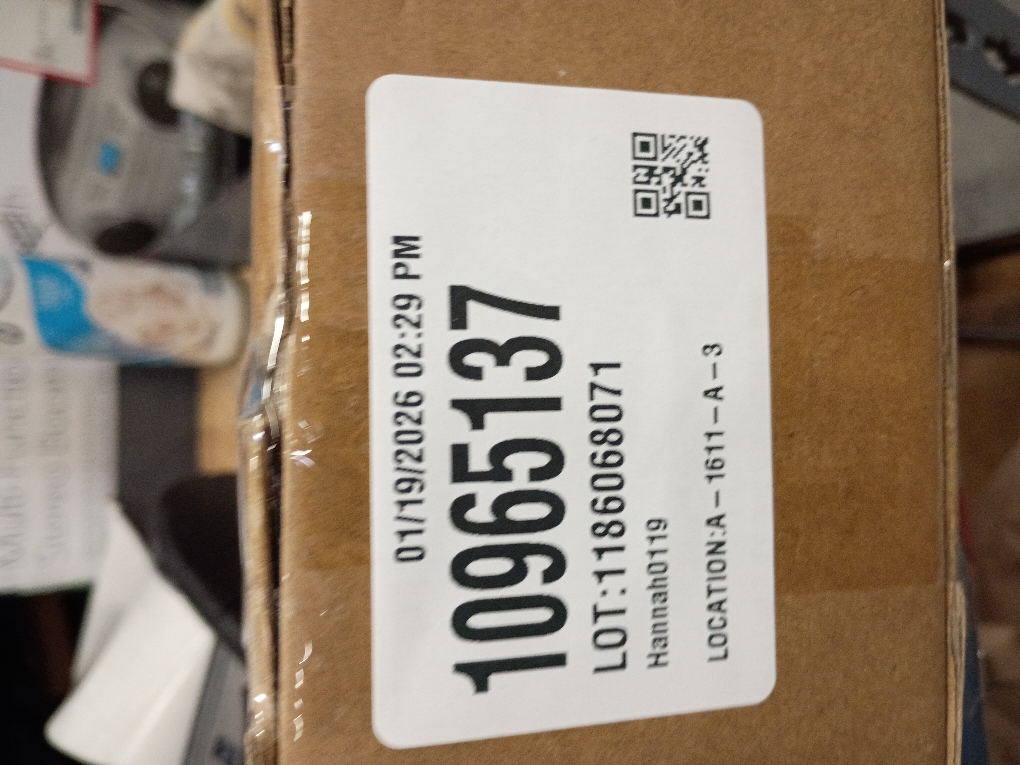 01/19/2026 02:29 PM
10965137
LOT:1186068071
Hannah0119
LOCATION:A-1611-A-3